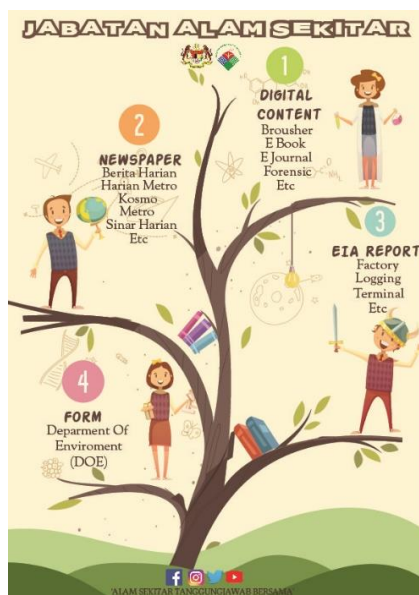 JABATAN ALAM SEKITAR
1
DIGITAL
CONTENT
Brousher
E Book
E Journal
Forensic
Etc
2
NEWSPAPER
Berita Harian
Harian Metro
Kosmo
Metro
Sinar Harian
Etc
3
EIA REPORT
Factory
Logging
Terminal
Etc
4
FORM
Deparment Of
Enviroment
(DOE)
"ALAM SEKITAR TANGGUNGJAWAB BERSAMA"